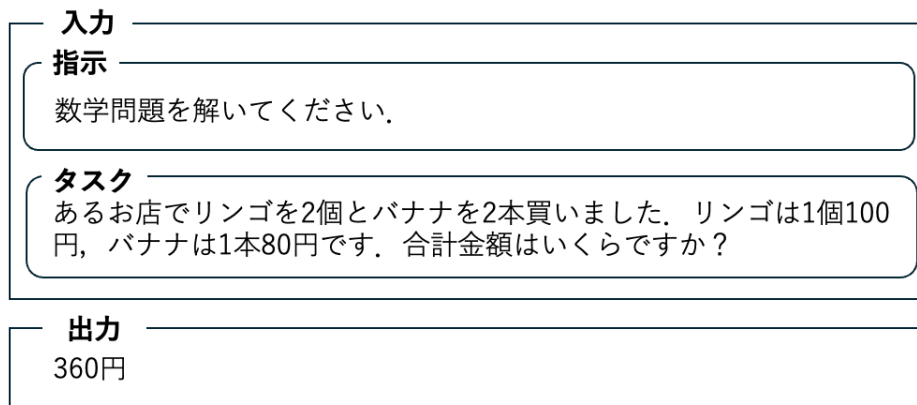 入力
指示
数学問題を解いてください．
タスク
あるお店でリンゴを2個とバナナを2本買いました．リンゴは1個100
円，バナナは1本80円です．合計金額はいくらですか？
出力
360円